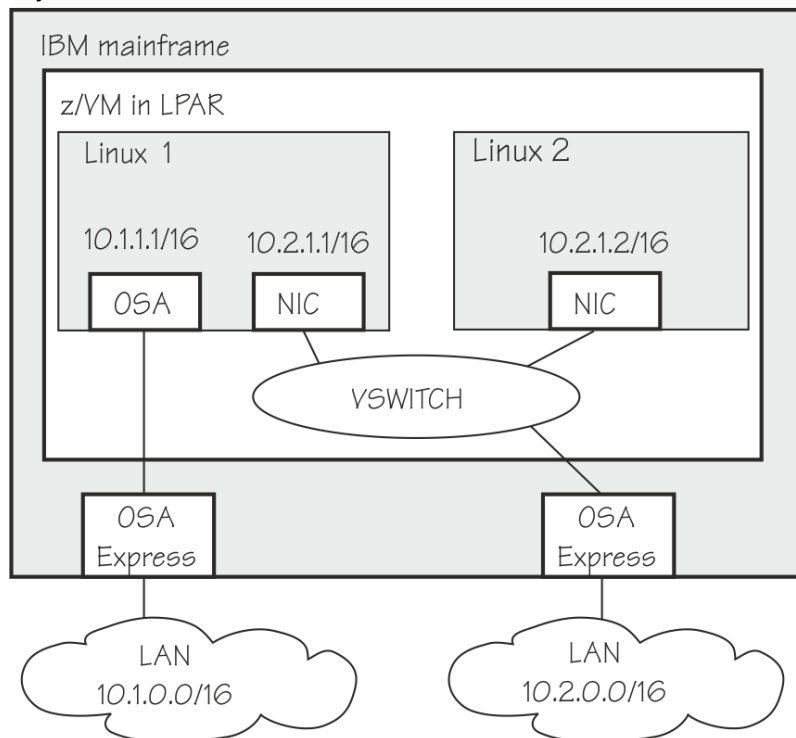 IBM mainframe
z/VM in LPAR
Linux 1
Linux 2
10.1.1.1/16
10.2.1.1/16
10.2.1.2/16
OSA
NIC
NIC
VSWITCH
OSA
Express
OSA
Express
LAN
10.1.0.0/16
LAN
10.2.0.0/16